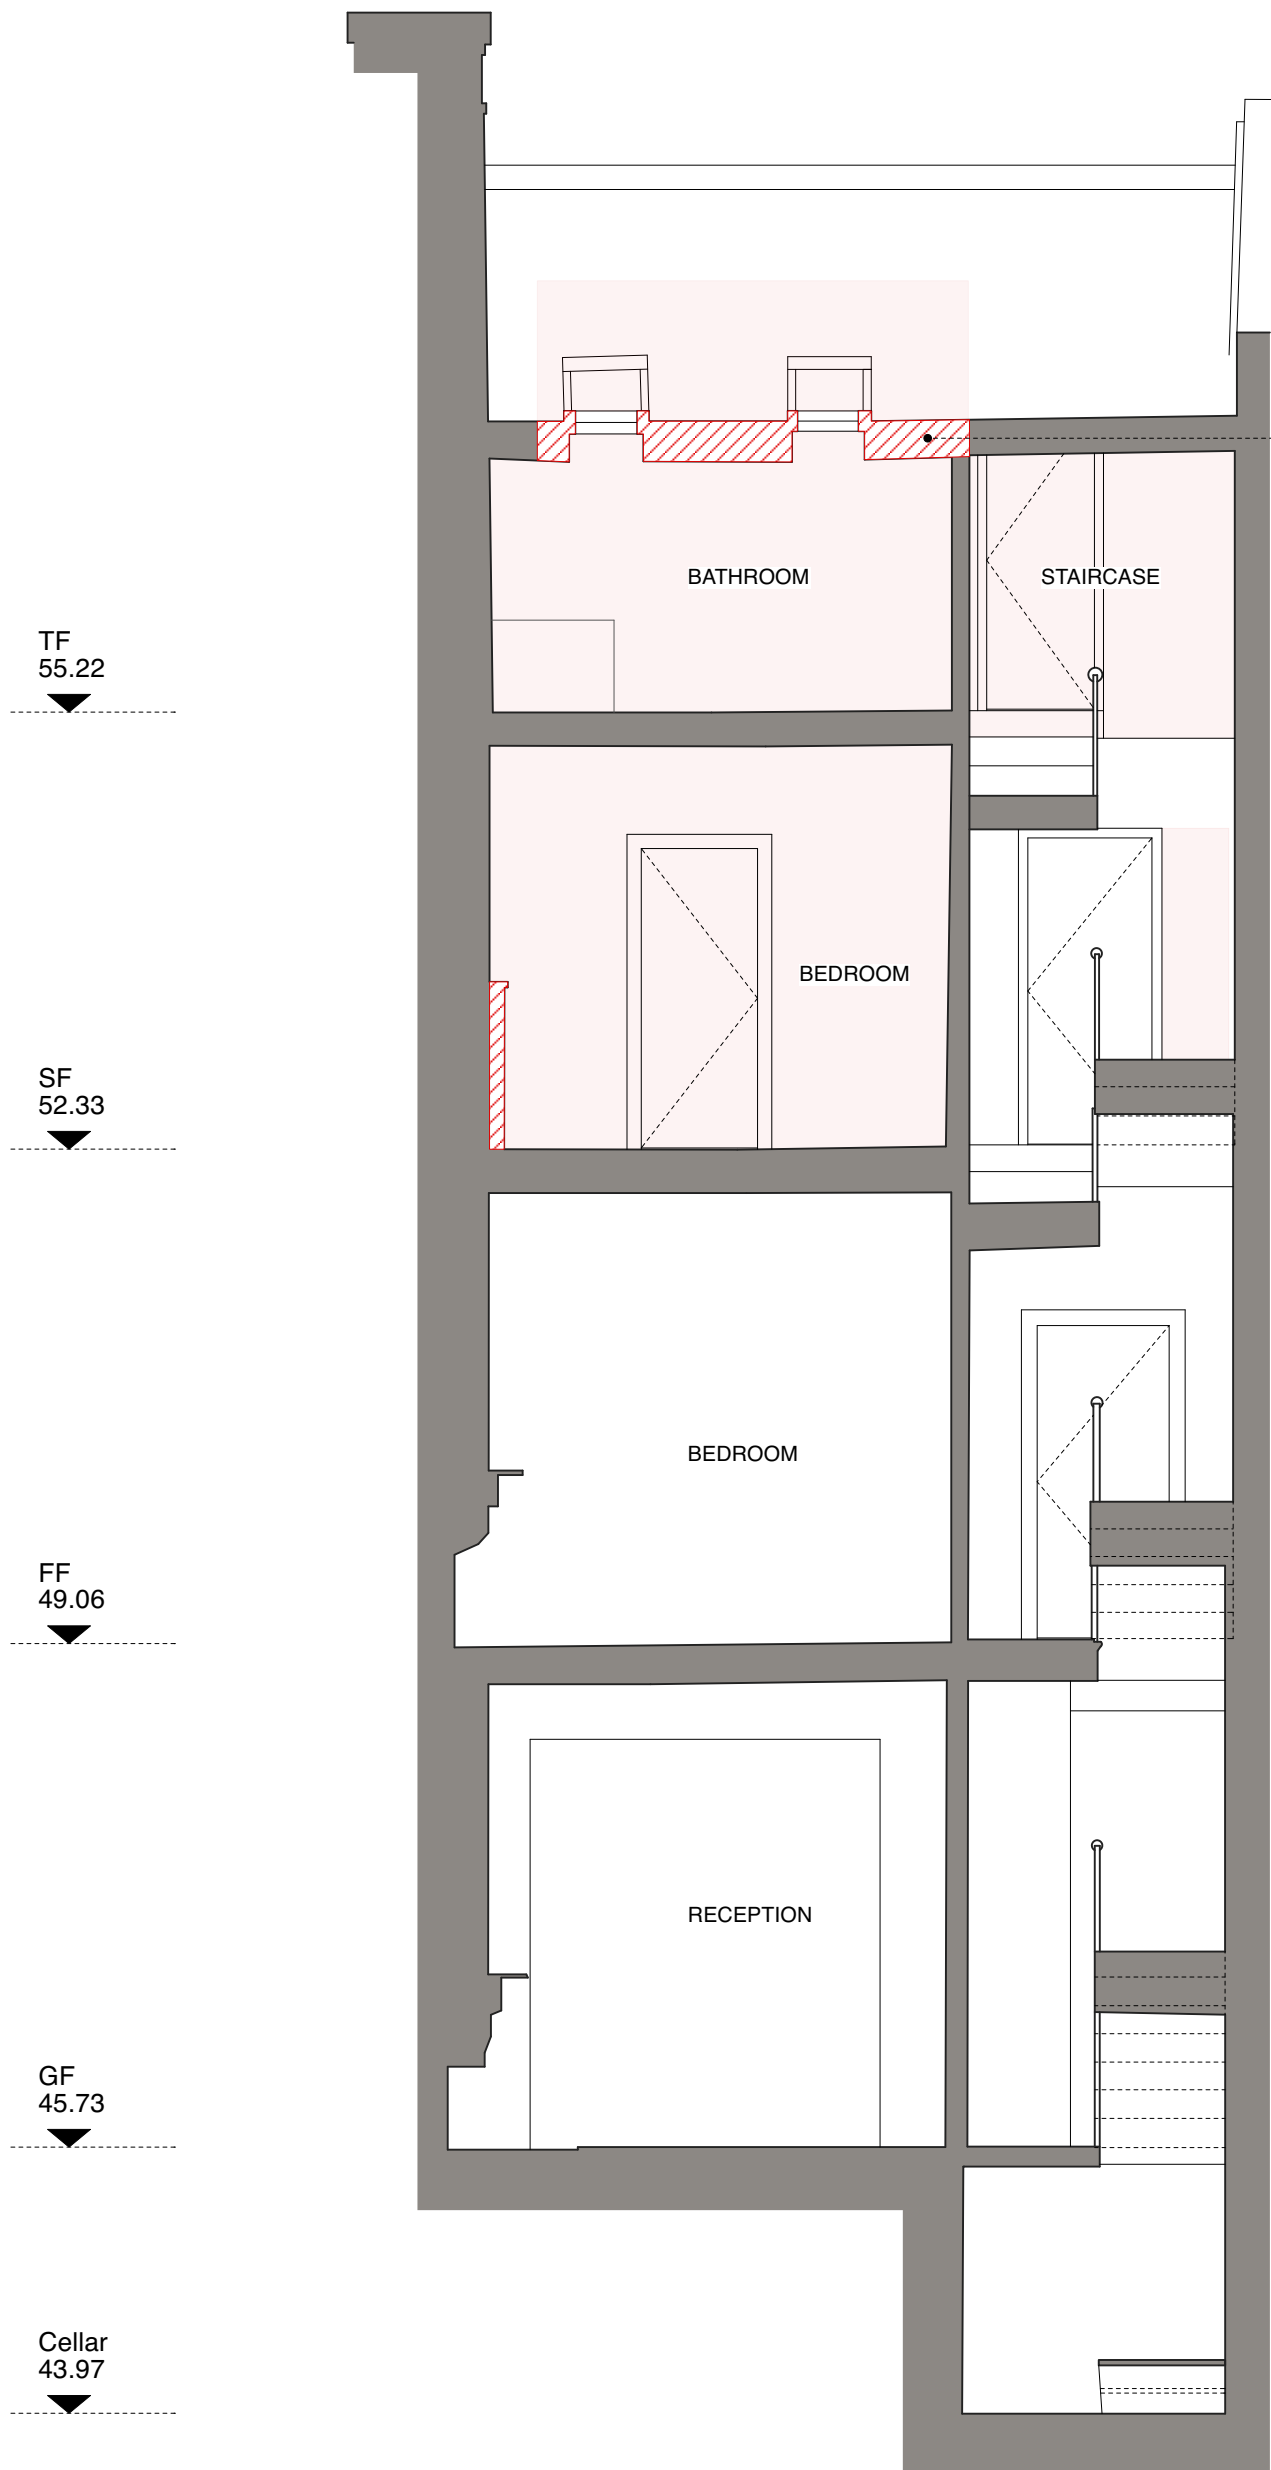 BATHROOM
STAIRCASE
TF
55.22
BEDROOM
SF
52.33
BEDROOM
FF
49.06
RECEPTION
GF
45.73
Cellar
43.97